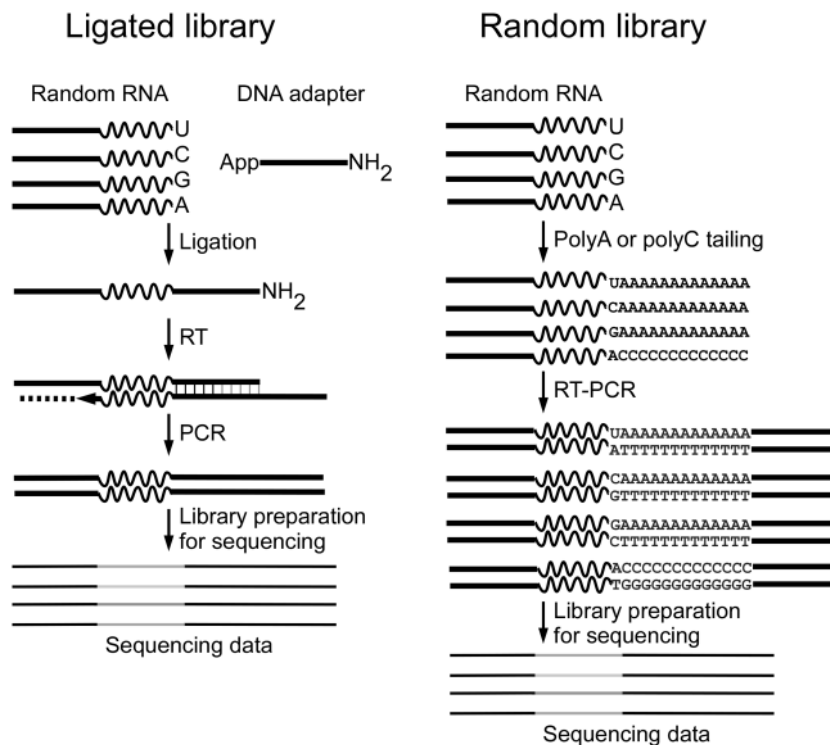 Ligated library
Random RNA
DNA adapter
U
C
G
A
App
NH2
Ligation
NH2
RT
PCR
Library preparation
for sequencing
Sequencing data
Random library
Random RNA
U
C
G
A
PolyA or polyC tailing
UAAAAAAAAAAAAA
CAAAAAAAAAAAAA
GAAAAAAAAAAAAA
ACCCCCCCCCCCCC
RT-PCR
UAAAAAAAAAAAAA
ATTTTTTTTTTTTT
CAAAAAAAAAAAAA
GTTTTTTTTTTTTT
GAAAAAAAAAAAAA
CTTTTTTTTTTTTT
ACCCCCCCCCCCCC
TGGGGGGGGGGGGG
Library preparation
for sequencing
Sequencing data